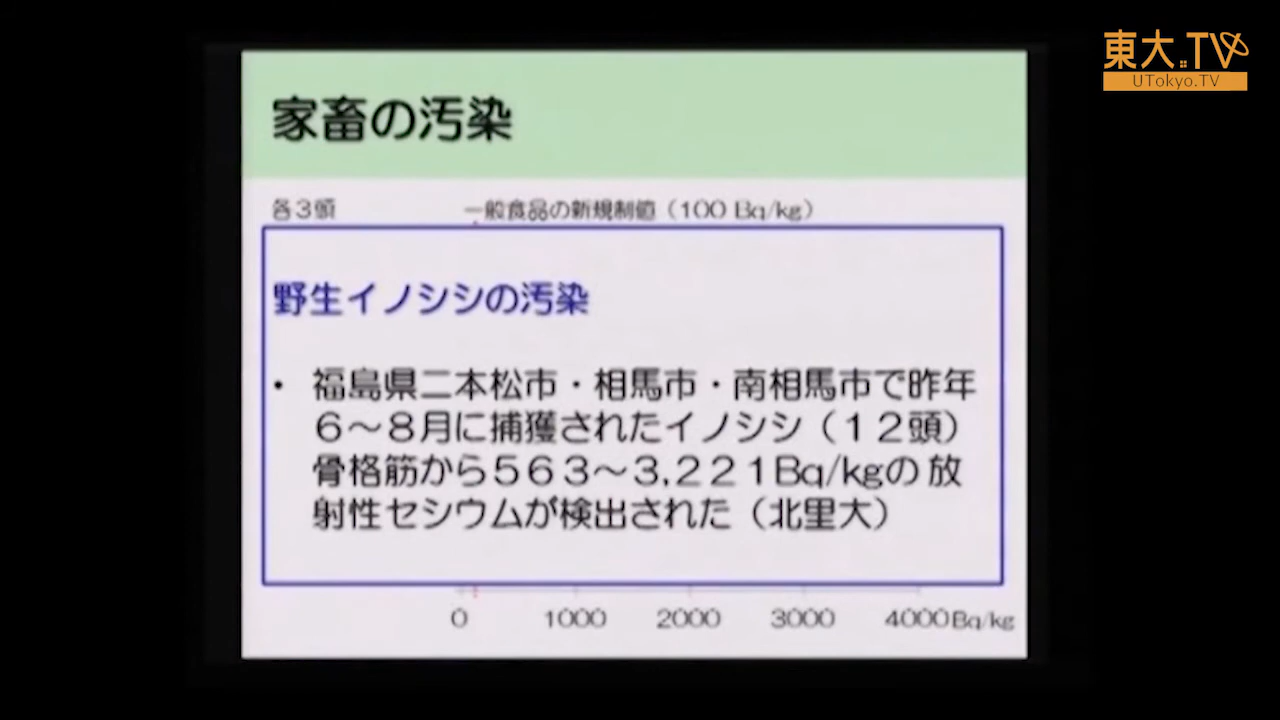 東大.TV
UTokyo.TV
家畜の汚染
各3頭
一般食品の新規制値（100 Bq/kg）
野生イノシシの汚染
• 福島県二本松市・相馬市・南相馬市で昨年
６～８月に捕獲されたイノシシ（１２頭）
骨格筋から５６３～３,２２１Bq/kgの 放
射性セシウムが検出された（北里大）
0 1000 2000 3000 4000 Bq/kg